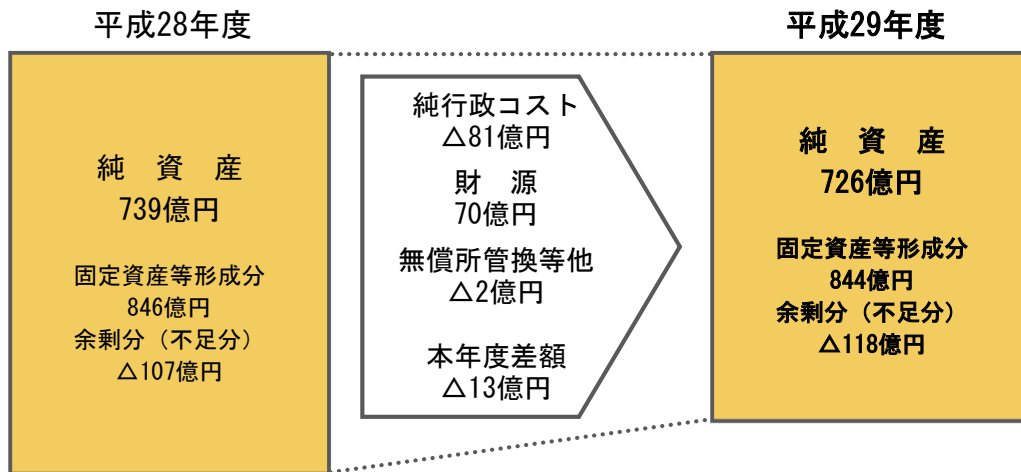 平成28年度
純　資　産
739億円
固定資産等形成分
846億円
余剰分（不足分）
△107億円
純行政コスト
△81億円
財　源
70億円
無償所管換等他
△2億円
本年度差額
△13億円
平成29年度
純　資　産
726億円
固定資産等形成分
844億円
余剰分（不足分）
△118億円